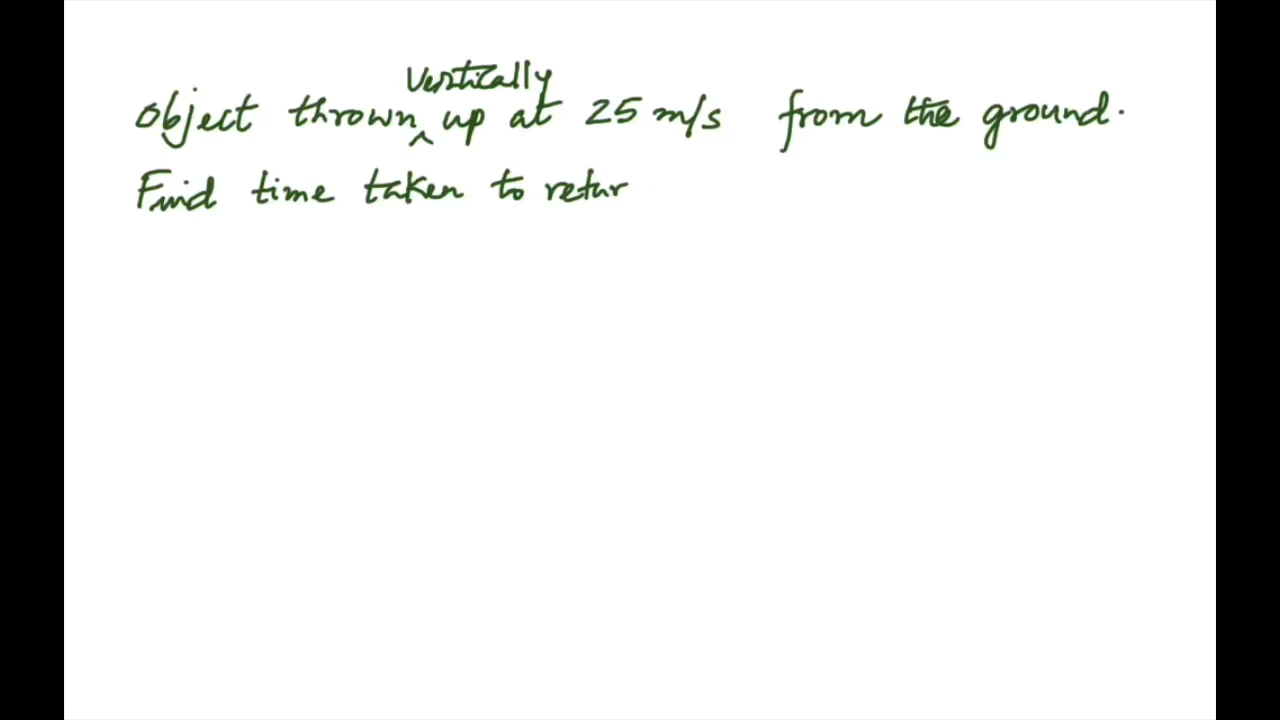 Object thrown vertically up at 25 m/s from the ground.
Find time taken to retur